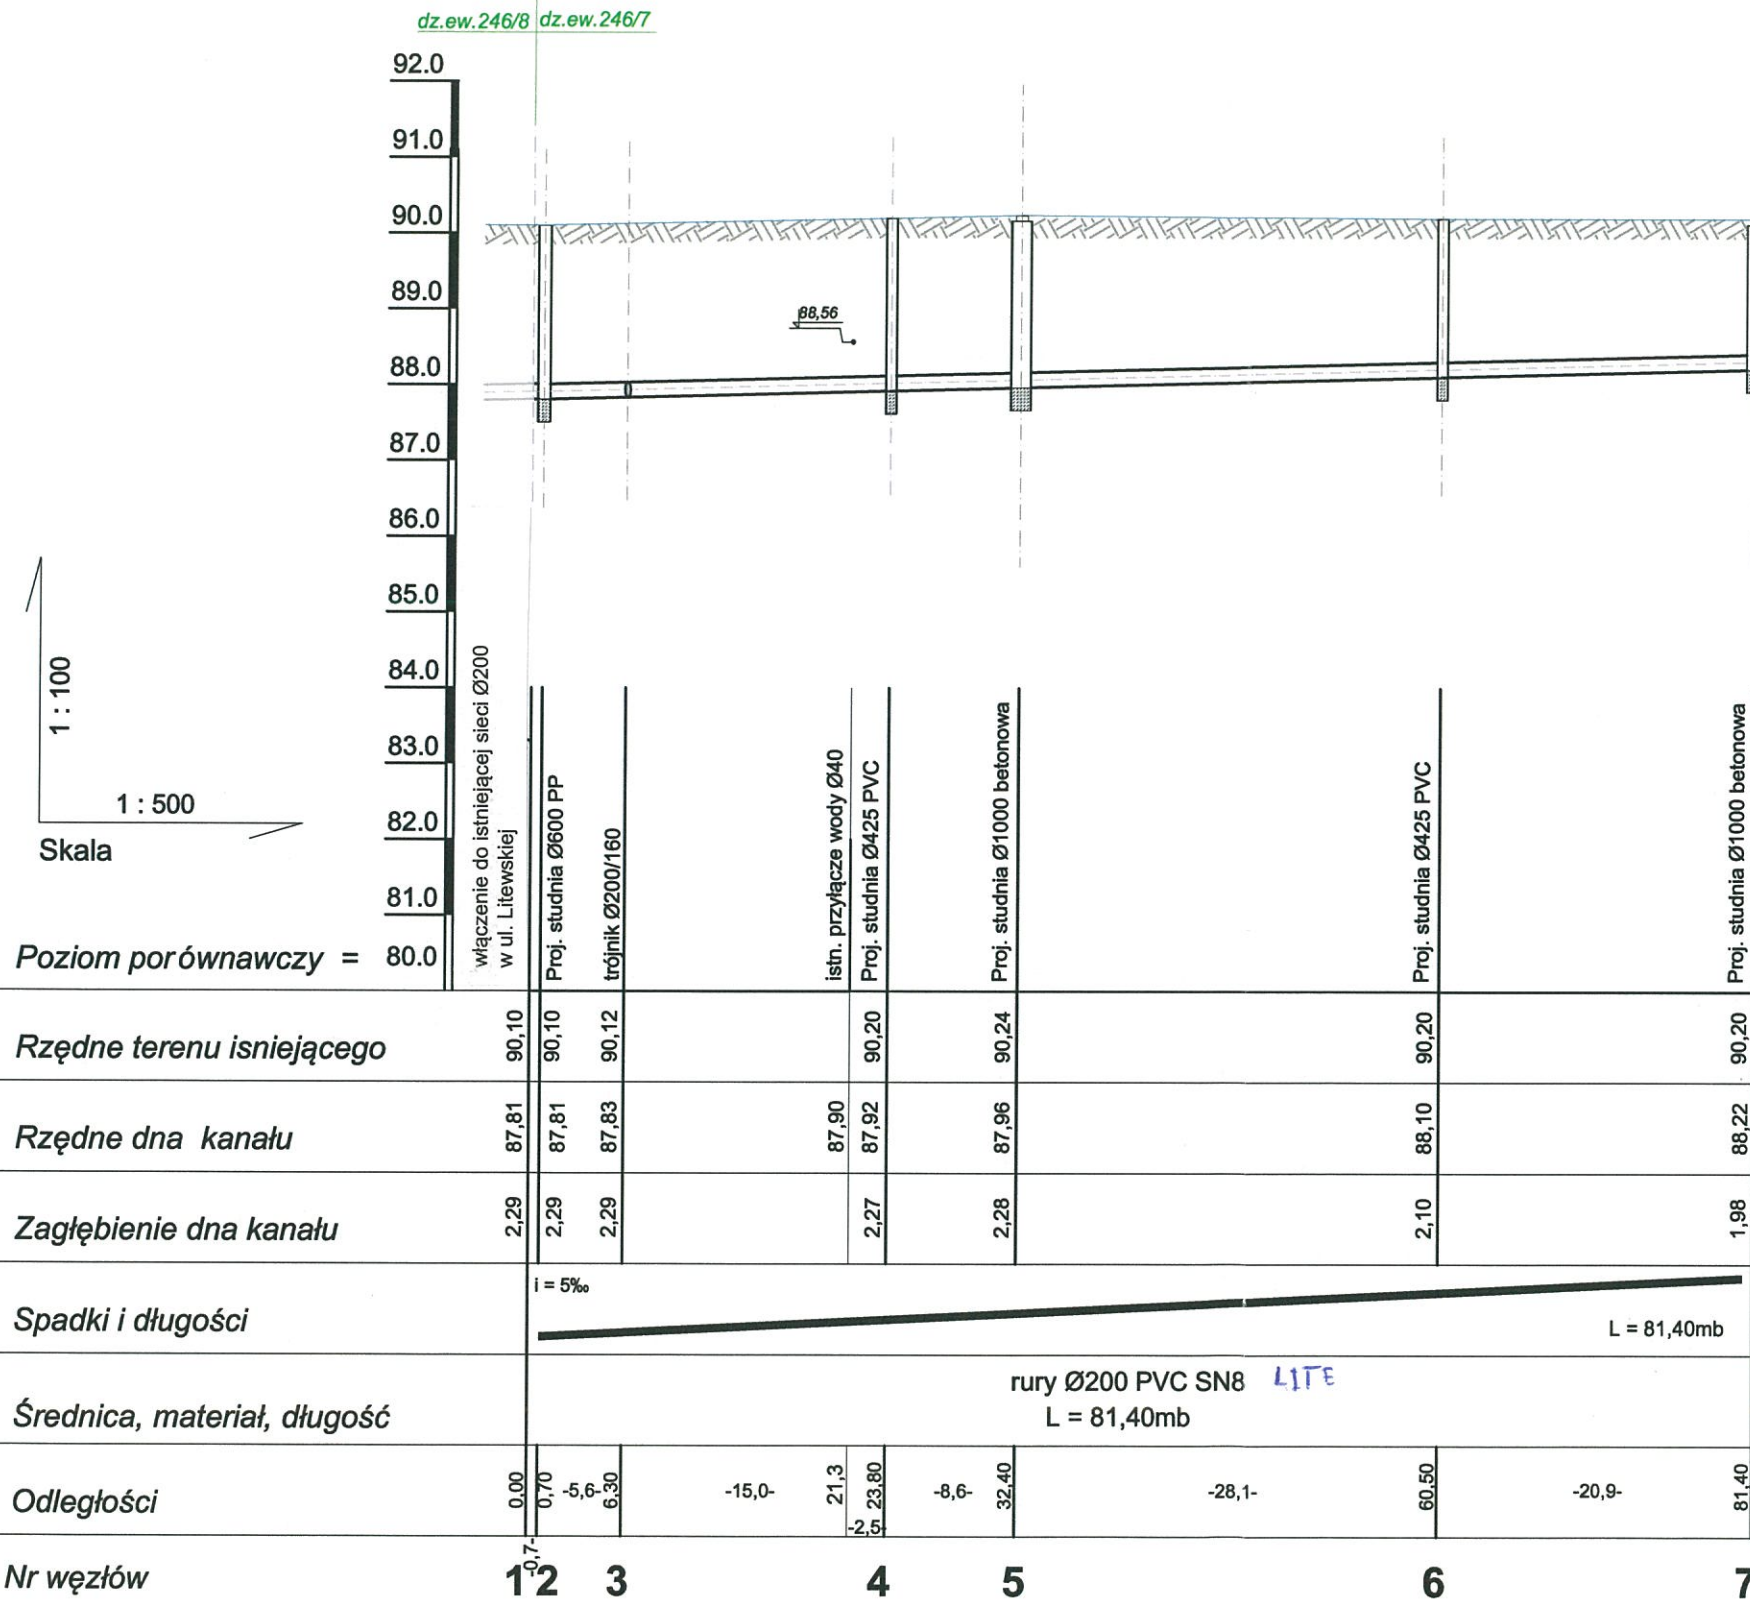 dz.ew.246/8 dz.ew.246/7
92.0
91.0
90.0
89.0
88.0
87.0
86.0
85.0
84.0
83.0
82.0
81.0
88,56
1 : 100
1 : 500
Skala
Poziom porównawczy = 80.0
włączenie do istniejącej sieci Ø200
w ul. Litewskiej
Proj. studnia Ø600 PP
trójnik Ø200/160
istn. przyłącze wody Ø40
Proj. studnia Ø425 PVC
Proj. studnia Ø1000 betonowa
Proj. studnia Ø425 PVC
Proj. studnia Ø1000 betonowa
Rzędne terenu isniejącego 90,10 90,10 90,12 90,20 90,24 90,20 90,20
Rzędne dna kanału 87,81 87,81 87,83 87,90 87,92 87,96 88,10 88,22
Zagłębienie dna kanału 2,29 2,29 2,29 2,27 2,28 2,10 1,98
Spadki i długości i = 5‰ L = 81,40mb
Średnica, materiał, długość rury Ø200 PVC SN8 LITE
L = 81,40mb
Odległości 0,00 0,70 -5,6- 6,30 -15,0- 21,3 23,80 -8,6- 32,40 -28,1- 60,50 -20,9- 81,40
-2,5-
-0,7-
Nr węzłów 1 2 3 4 5 6 7